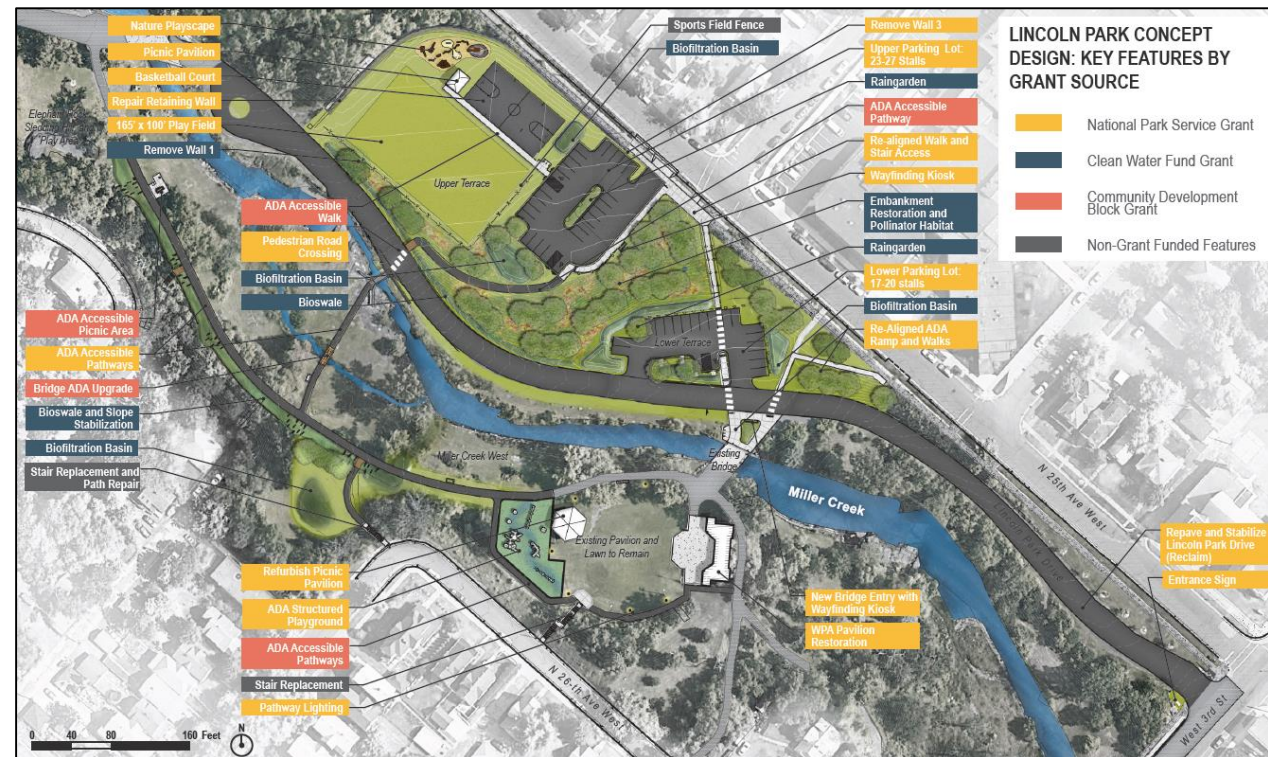 Nature Playscape
Picnic Pavilion
Basketball Court
Repair Retaining Wall
165' x 100' Play Field
Remove Wall 1
Sports Field Fence
Biofiltration Basin
Remove Wall 3
Upper Parking Lot:
23-27 Stalls
Raingarden
ADA Accessible
Pathway
Re-aligned Walk and
Stair Access
Wayfinding Kiosk
Embankment
Restoration and
Pollinator Habitat
Raingarden
Lower Parking Lot:
17-20 stalls
Biofiltration Basin
Re-Aligned ADA
Ramp and Walks
LINCOLN PARK CONCEPT
DESIGN: KEY FEATURES BY
GRANT SOURCE
National Park Service Grant
Clean Water Fund Grant
Community Development
Block Grant
Non-Grant Funded Features
Play Area
Upper Terrace
ADA Accessible
Walk
Pedestrian Road
Crossing
Biofiltration Basin
Bioswale
ADA Accessible
Picnic Area
ADA Accessible
Pathways
Bridge ADA Upgrade
Bioswale and Slope
Stabilization
Biofiltration Basin
Stair Replacement and
Path Repair
Lower Terrace
Miller Creek West
Existing
Bridge
Miller Creek
N 25th Ave West
Existing Pavilion and
Lawn to Remain
Refurbish Picnic
Pavilion
ADA Structured
Playground
ADA Accessible
Pathways
Stair Replacement
Pathway Lighting
N 26-th Ave West
New Bridge Entry with
Wayfinding Kiosk
WPA Pavilion
Restoration
Repave and Stabilize
Lincoln Park Drive
(Reclaim)
Entrance Sign
West 3rd St
0 40 80 160 Feet
N